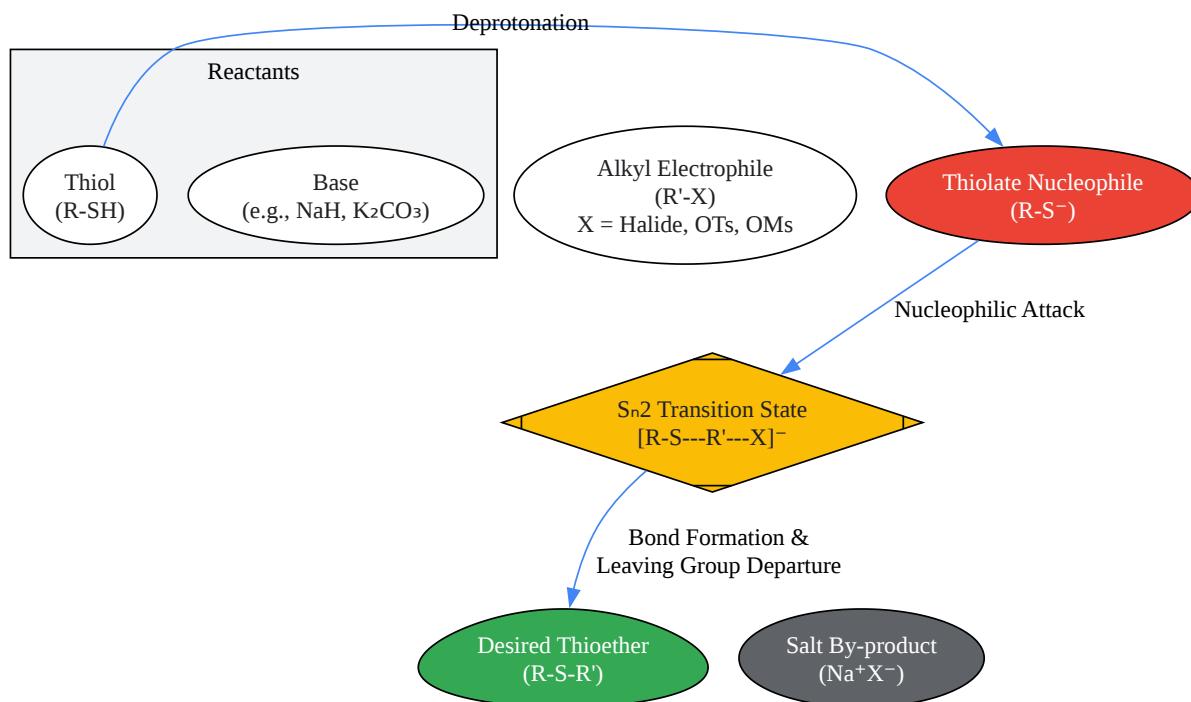 Deprotonation
Reactants
Thiol
(R-SH)
Base
(e.g., NaH, K₂CO₃)
Alkyl Electrophile
(R'-X)
X = Halide, OTs, OMs
Thiolate Nucleophile
(R-S⁻)
Nucleophilic Attack
Sₙ2 Transition State
[R-S---R'---X]⁻
Bond Formation &
Leaving Group Departure
Desired Thioether
(R-S-R')
Salt By-product
(Na⁺X⁻)